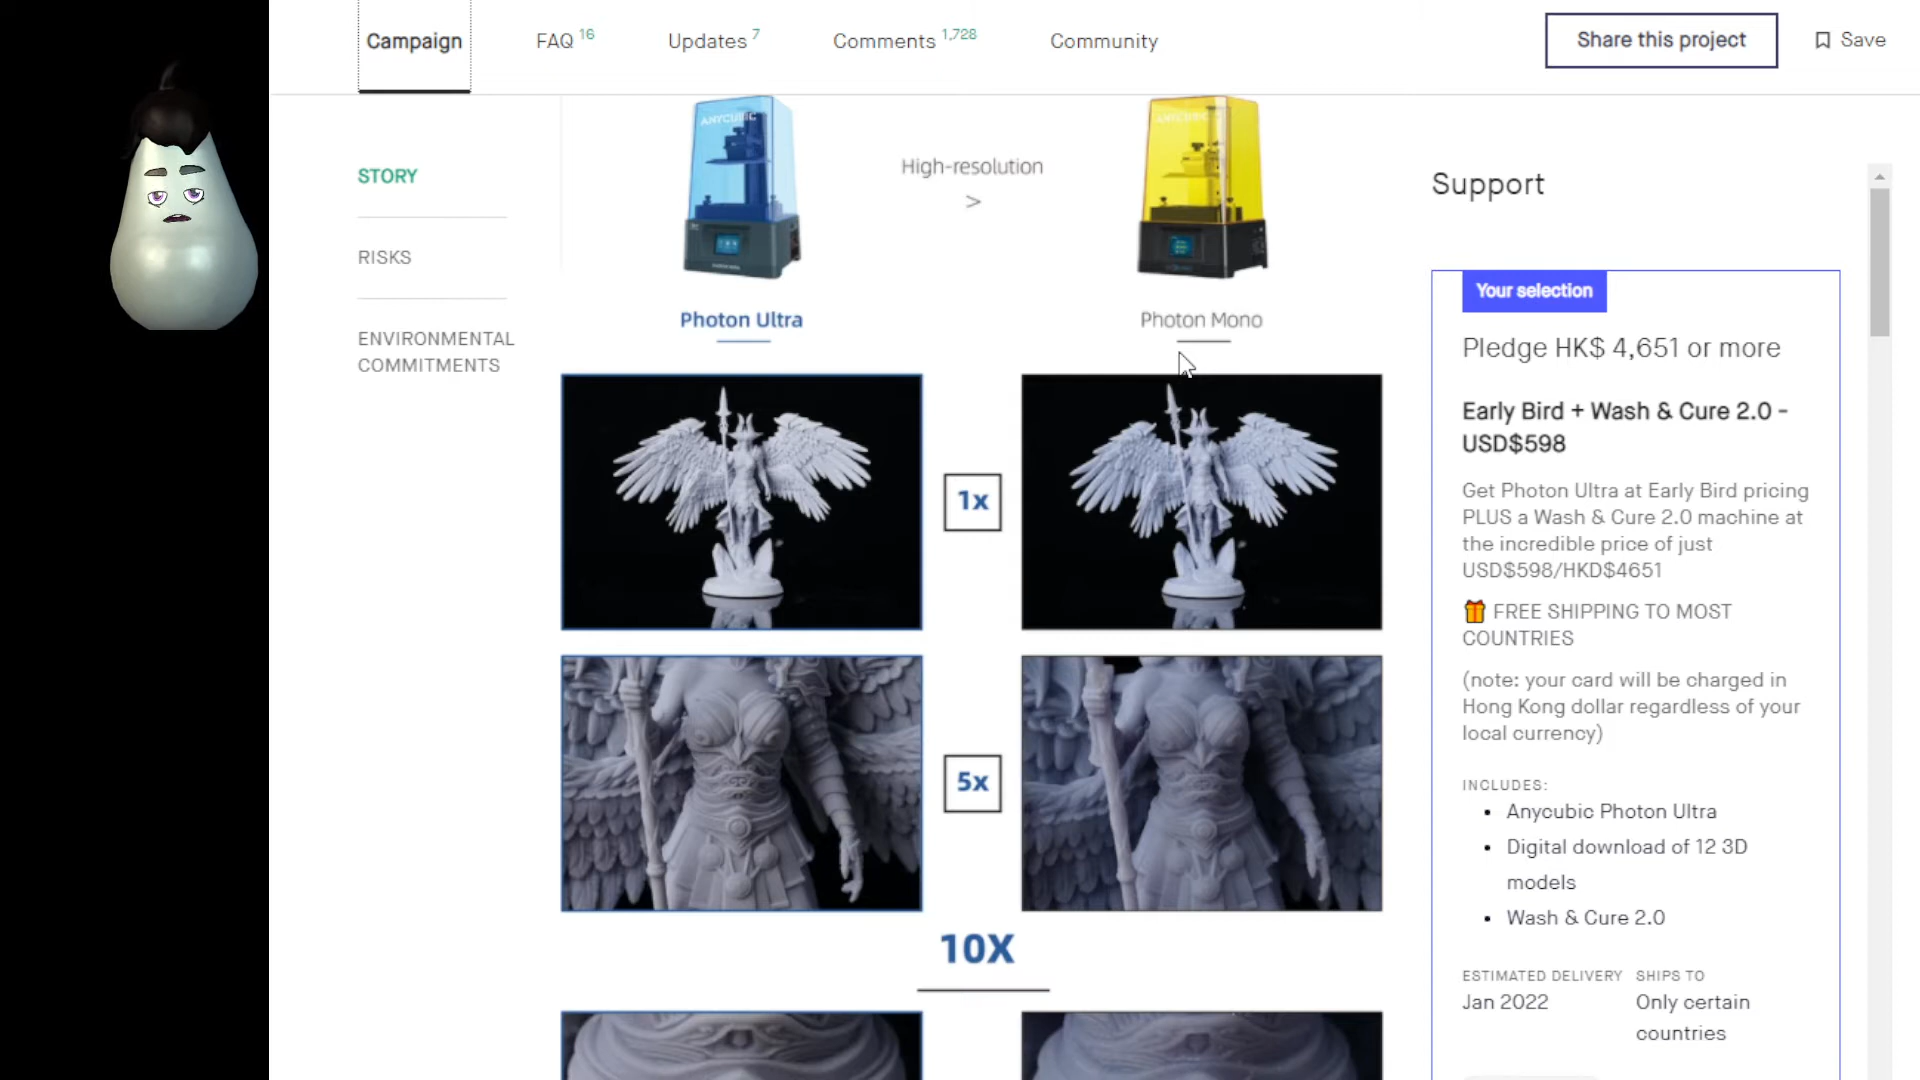 Campaign
FAQ 16
Updates 7
Comments 1,728
Community
Share this project
Save
STORY
RISKS
ENVIRONMENTAL
COMMITMENTS
ANYCUBIC
High-resolution
>
ANYCUBIC
Photon Ultra
Photon Mono
1x
5x
10X
Support
Your selection
Pledge HK$ 4,651 or more
Early Bird + Wash & Cure 2.0 -
USD$598
Get Photon Ultra at Early Bird pricing
PLUS a Wash & Cure 2.0 machine at
the incredible price of just
USD$598/HKD$4651
FREE SHIPPING TO MOST
COUNTRIES
(note: your card will be charged in
Hong Kong dollar regardless of your
local currency)
INCLUDES:
• Anycubic Photon Ultra
• Digital download of 12 3D
models
• Wash & Cure 2.0
ESTIMATED DELIVERY
Jan 2022
SHIPS TO
Only certain
countries